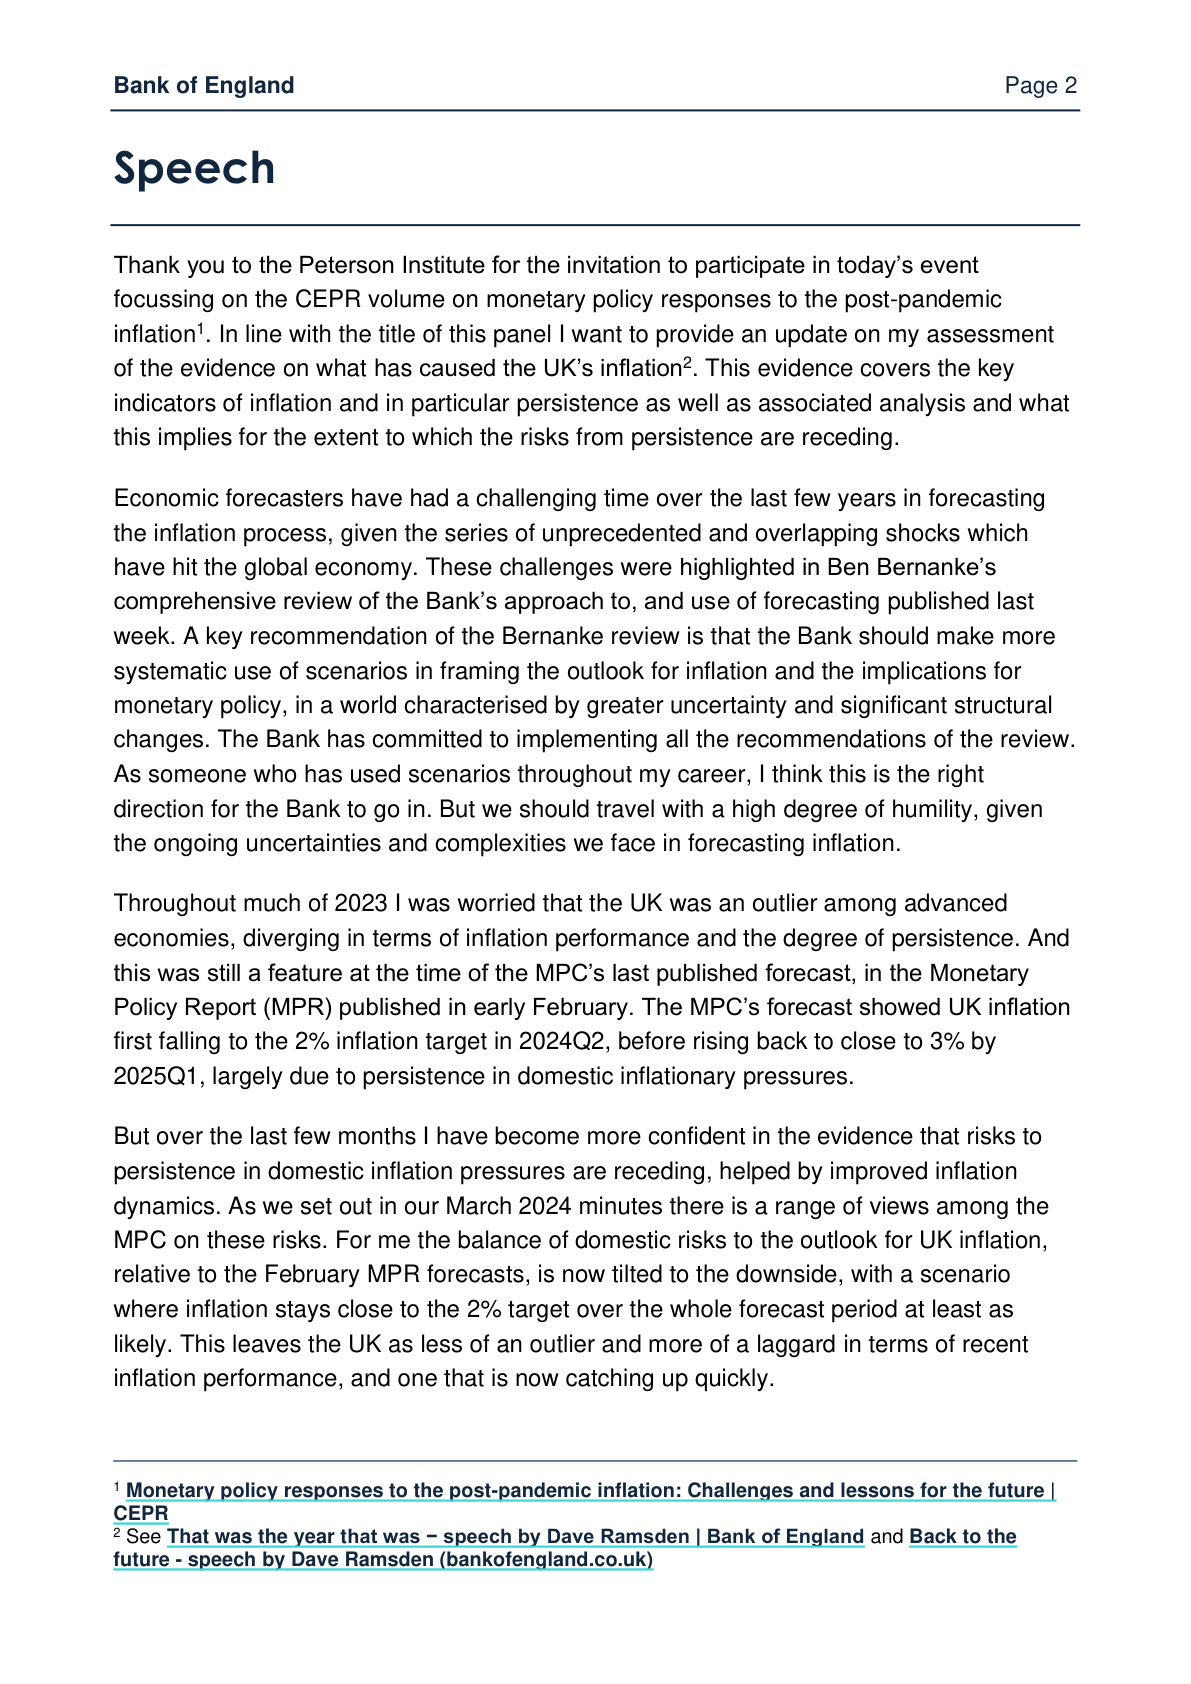 Bank of England
Page 2
Speech
Thank you to the Peterson Institute for the invitation to participate in today’s event
focussing on the CEPR volume on monetary policy responses to the post-pandemic
inflation¹. In line with the title of this panel I want to provide an update on my assessment
of the evidence on what has caused the UK’s inflation². This evidence covers the key
indicators of inflation and in particular persistence as well as associated analysis and what
this implies for the extent to which the risks from persistence are receding.
Economic forecasters have had a challenging time over the last few years in forecasting
the inflation process, given the series of unprecedented and overlapping shocks which
have hit the global economy. These challenges were highlighted in Ben Bernanke’s
comprehensive review of the Bank’s approach to, and use of forecasting published last
week. A key recommendation of the Bernanke review is that the Bank should make more
systematic use of scenarios in framing the outlook for inflation and the implications for
monetary policy, in a world characterised by greater uncertainty and significant structural
changes. The Bank has committed to implementing all the recommendations of the review.
As someone who has used scenarios throughout my career, I think this is the right
direction for the Bank to go in. But we should travel with a high degree of humility, given
the ongoing uncertainties and complexities we face in forecasting inflation.
Throughout much of 2023 I was worried that the UK was an outlier among advanced
economies, diverging in terms of inflation performance and the degree of persistence. And
this was still a feature at the time of the MPC’s last published forecast, in the Monetary
Policy Report (MPR) published in early February. The MPC’s forecast showed UK inflation
first falling to the 2% inflation target in 2024Q2, before rising back to close to 3% by
2025Q1, largely due to persistence in domestic inflationary pressures.
But over the last few months I have become more confident in the evidence that risks to
persistence in domestic inflation pressures are receding, helped by improved inflation
dynamics. As we set out in our March 2024 minutes there is a range of views among the
MPC on these risks. For me the balance of domestic risks to the outlook for UK inflation,
relative to the February MPR forecasts, is now tilted to the downside, with a scenario
where inflation stays close to the 2% target over the whole forecast period at least as
likely. This leaves the UK as less of an outlier and more of a laggard in terms of recent
inflation performance, and one that is now catching up quickly.
¹ Monetary policy responses to the post-pandemic inflation: Challenges and lessons for the future |
CEPR
² See That was the year that was − speech by Dave Ramsden | Bank of England and Back to the
future - speech by Dave Ramsden (bankofengland.co.uk)